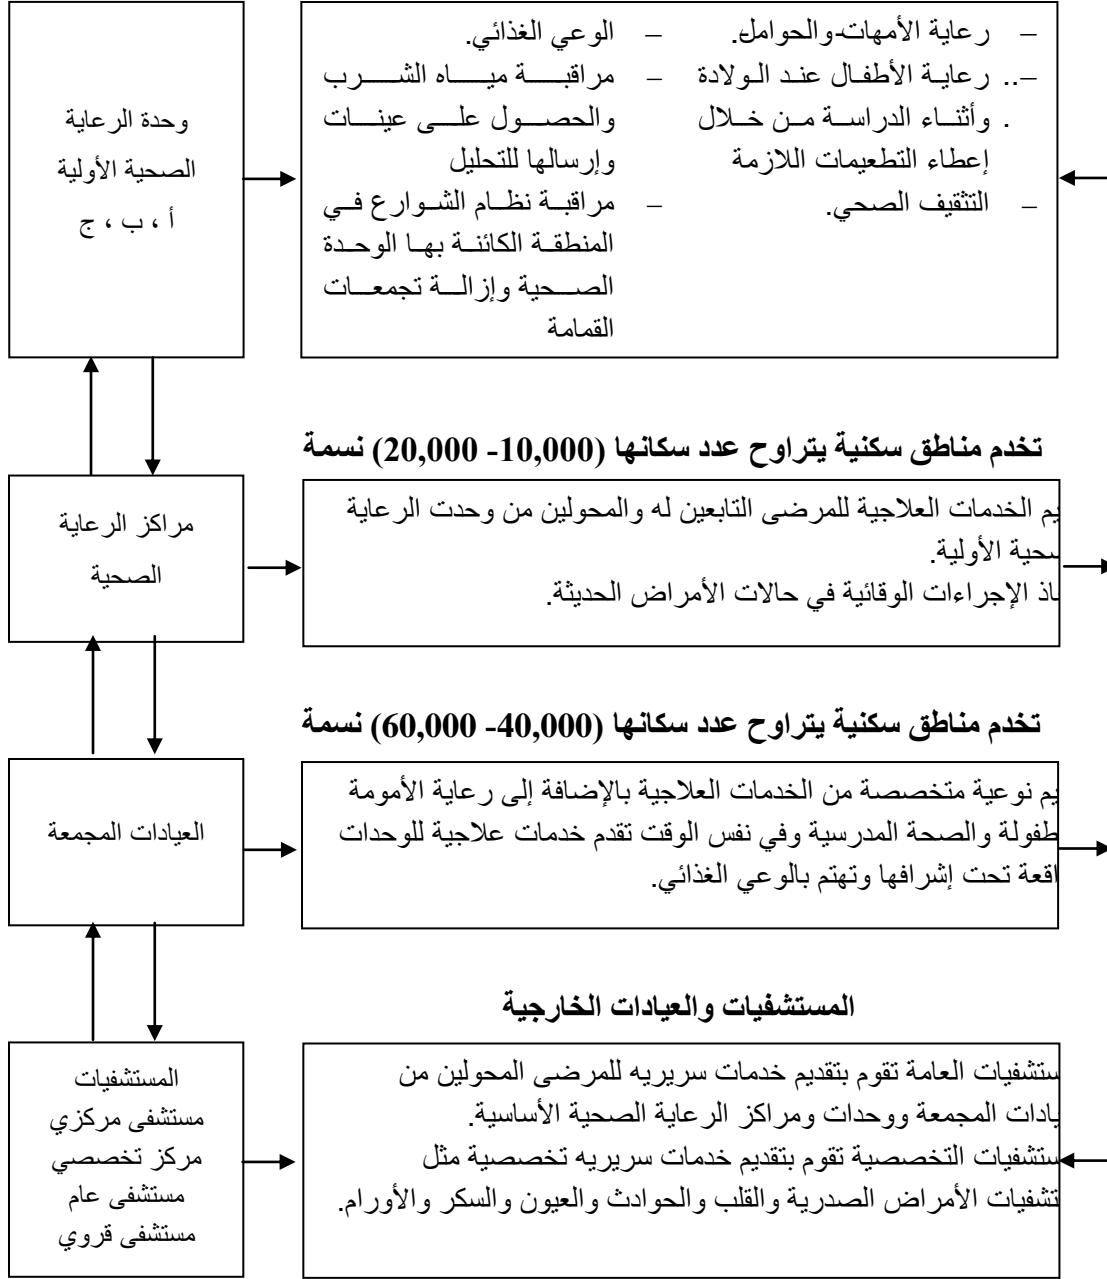 وحدة الرعاية
الصحية الأولية
أ ، ب ، ج
– رعاية الأمهات والحوامل.
–.. رعاية الأطفال عند الولادة
. وأثناء الدراسة من خلال
إعطاء التطعيمات اللازمة
– التثقيف الصحي.
– الوعي الغذائي.
– مراقبة مياه الشرب
والحصول على عينات
وإرسالها للتحليل
– مراقبة نظام الشوارع في
المنطقة الكائنة بها الوحدة
الصحية وإزالة تجمعات
القمامة
تخدم مناطق سكنية يتراوح عدد سكانها (10,000- 20,000) نسمة
مراكز الرعاية
الصحية
يم الخدمات العلاجية للمرضى التابعين له والمحولين من وحدت الرعاية
صحية الأولية.
اذ الإجراءات الوقائية في حالات الأمراض الحديثة.
تخدم مناطق سكنية يتراوح عدد سكانها (40,000- 60,000) نسمة
العيادات المجمعة
يم نوعية متخصصة من الخدمات العلاجية بالإضافة إلى رعاية الأمومة
طفولة والصحة المدرسية وفي نفس الوقت تقدم خدمات علاجية للوحدات
اقعة تحت إشرافها وتهتم بالوعي الغذائي.
المستشفيات والعيادات الخارجية
المستشفيات
مستشفى مركزي
مركز تخصصي
مستشفى عام
مستشفى قروي
ستشفيات العامة تقوم بتقديم خدمات سريريه للمرضى المحولين من
يادات المجمعة ووحدات ومراكز الرعاية الصحية الأساسية.
ستشفيات التخصصية تقوم بتقديم خدمات سريريه تخصصية مثل
تشفيات الأمراض الصدرية والقلب والحوادث والعيون والسكر والأورام.